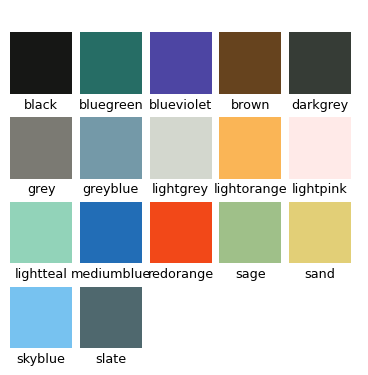 black bluegreen blueviolet brown darkgrey
grey greyblue lightgrey lightorange lightpink
lightteal mediumblue redorange sage sand
skyblue slate